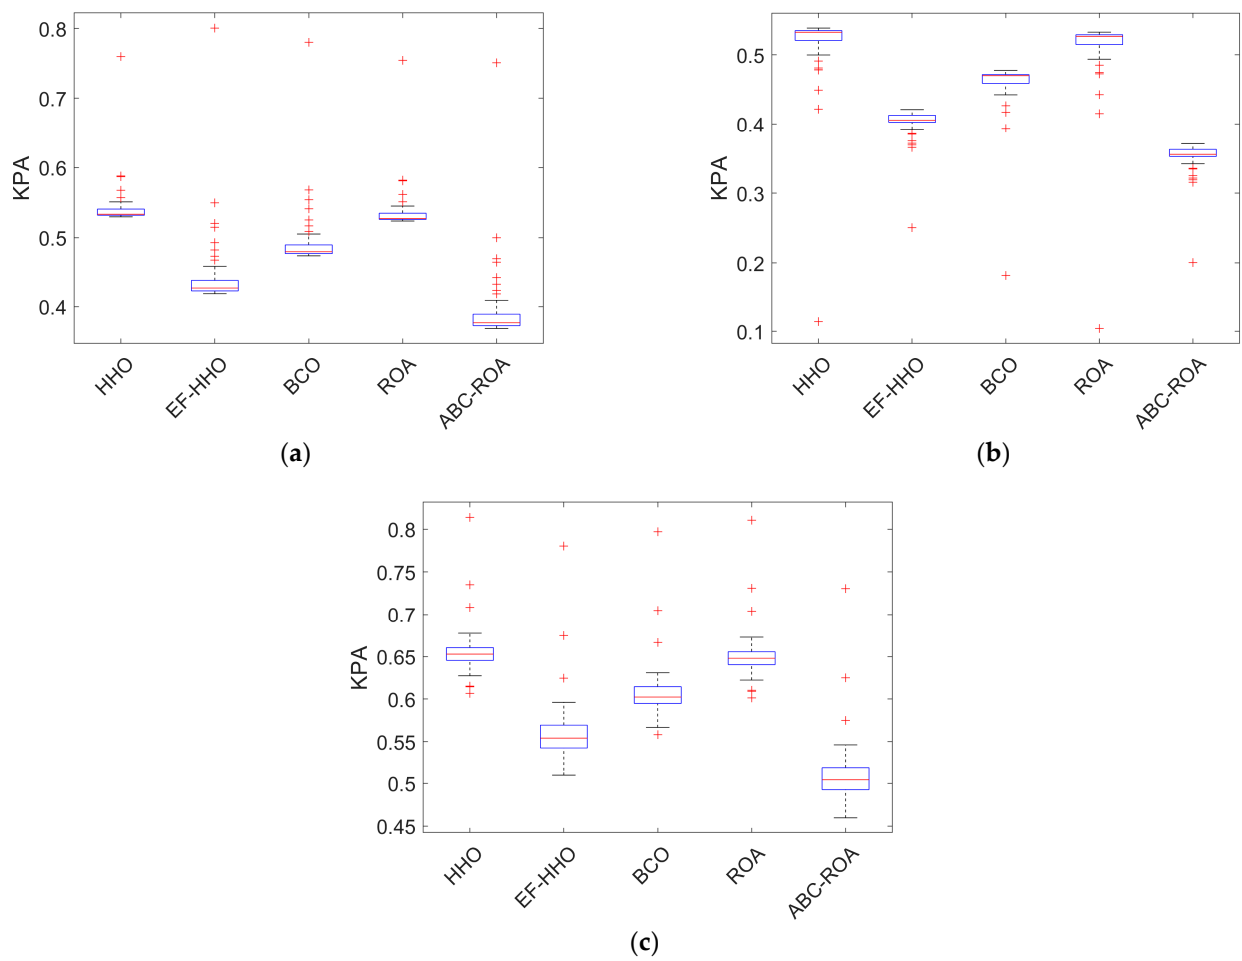 0.8
0.7
0.6
0.5
0.4
KPA
HHO
EF-HHO
BCO
ROA
ABC-ROA
(a)
0.5
0.4
0.3
0.2
0.1
KPA
HHO
EF-HHO
BCO
ROA
ABC-ROA
(b)
0.8
0.75
0.7
0.65
0.6
0.55
0.5
0.45
KPA
HHO
EF-HHO
BCO
ROA
ABC-ROA
(c)